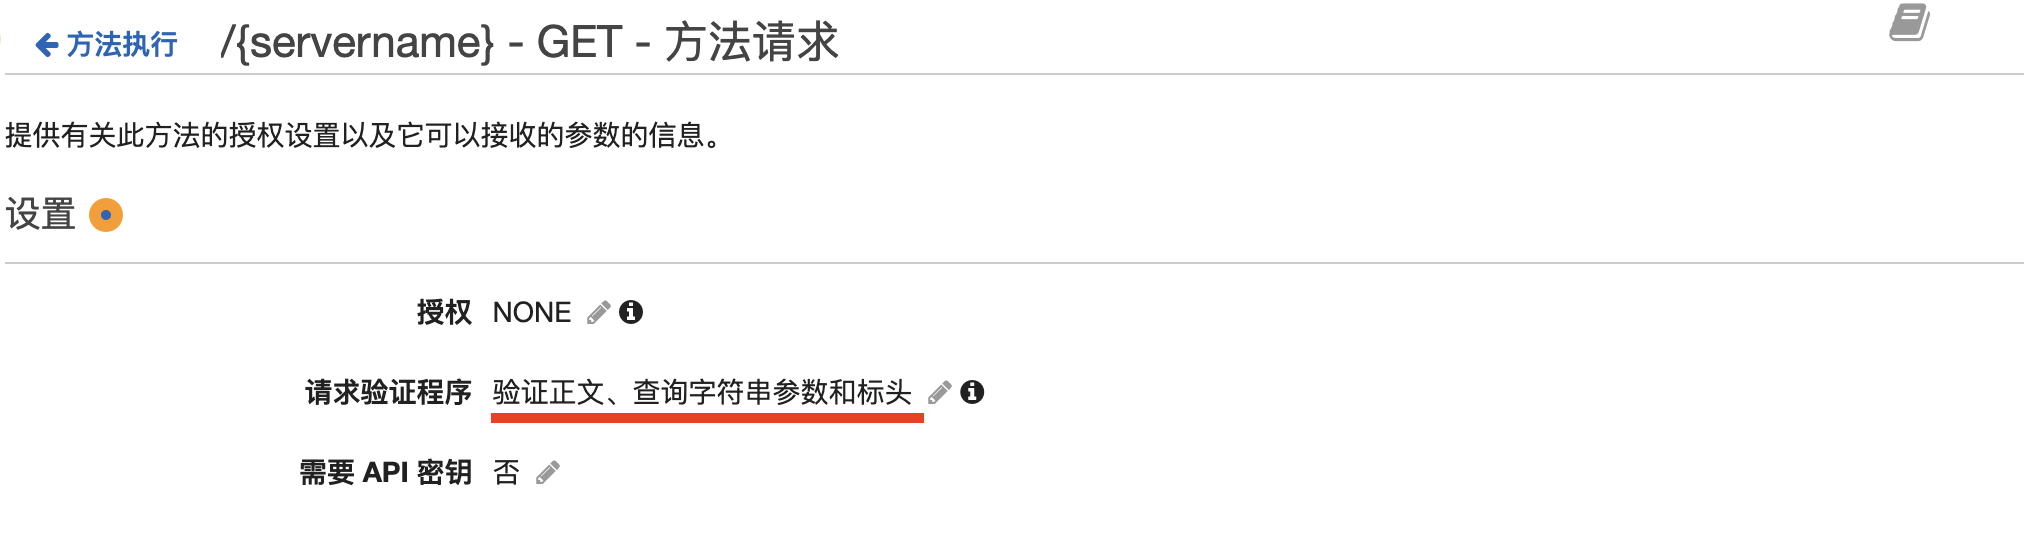 方法执行 /{servername} - GET - 方法请求
提供有关此方法的授权设置以及它可以接收的参数的信息。
设置
授权 NONE
请求验证程序 验证正文、查询字符串参数和标头
需要 API 密钥 否